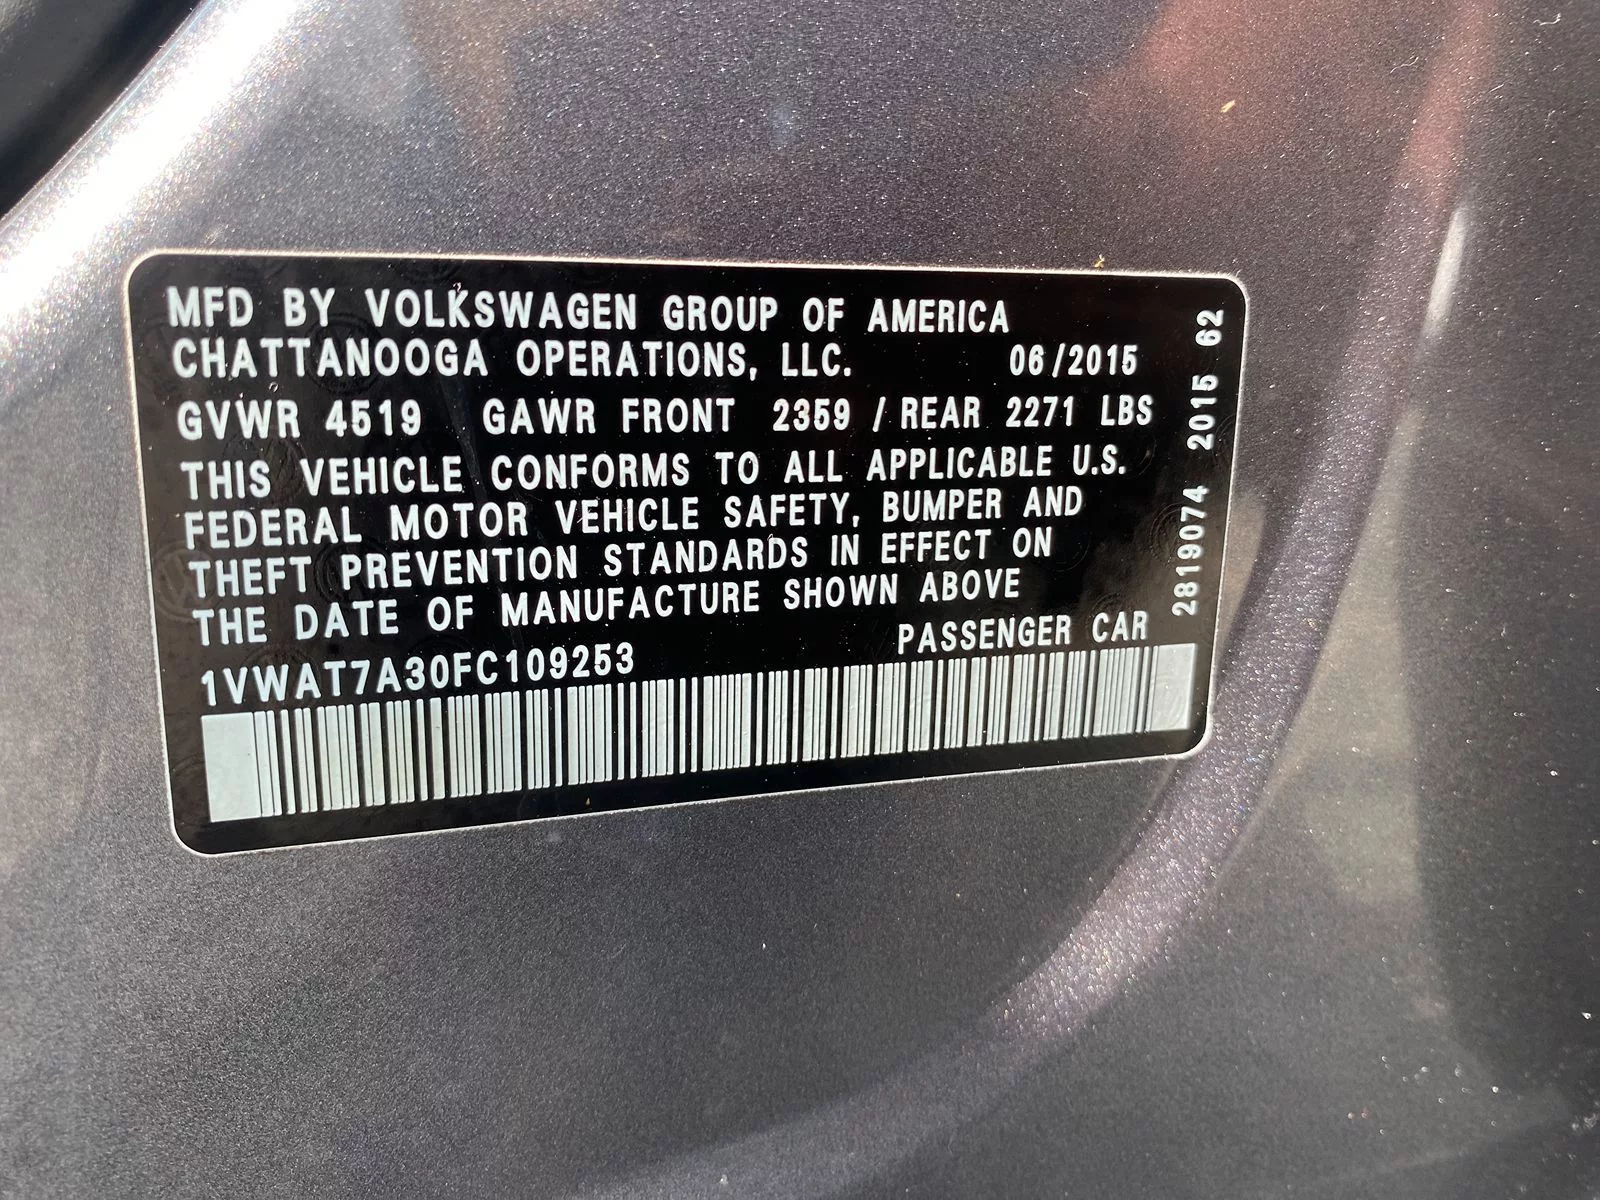 MFD BY VOLKSWAGEN GROUP OF AMERICA
CHATTANOOGA OPERATIONS, LLC. 06/2015
GVWR 4519 GAWR FRONT 2359 / REAR 2271 LBS
THIS VEHICLE CONFORMS TO ALL APPLICABLE U.S.
FEDERAL MOTOR VEHICLE SAFETY, BUMPER AND
THEFT PREVENTION STANDARDS IN EFFECT ON
THE DATE OF MANUFACTURE SHOWN ABOVE
1VWAT7A30FC109253 PASSENGER CAR
2819074 2015 62